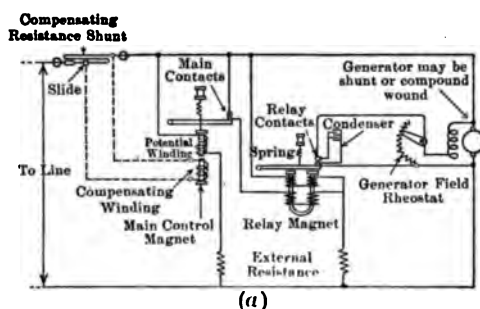 Compensating
Resistance Shunt
Slide
Main
Contacts
Generator may be
shunt or compound
wound
Relay
Contacts
Condenser
Potential
Winding
Spring
To Line
Compensating
Winding
Generator Field
Rheostat
Main Control
Magnet
Relay Magnet
External
Resistance
(a)